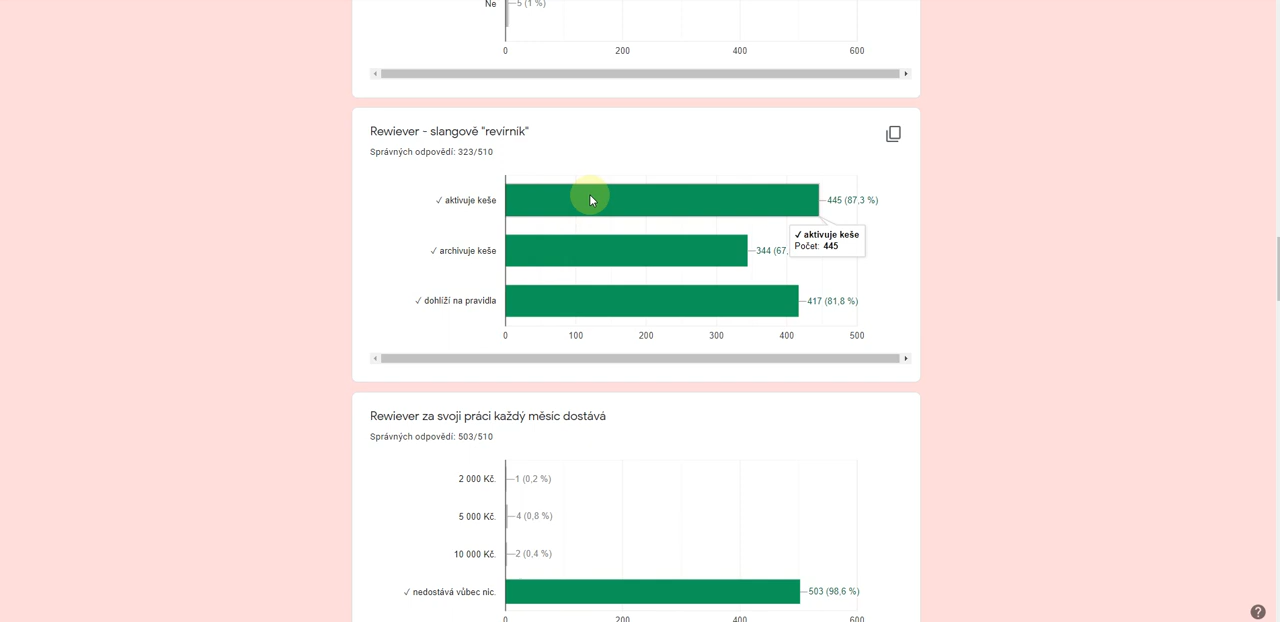 Ne
5 (1 %)
0 200 400 600
Rewiever - slangově "revírník"
Správných odpovědí: 323/510
✓ aktivuje keše
445 (87,3 %)
✓ aktivuje keše
Počet: 445
✓ archivuje keše
344 (67,
✓ dohlíží na pravidla
417 (81,8 %)
0 100 200 300 400 500
Rewiever za svoji práci každý měsíc dostává
Správných odpovědí: 503/510
2 000 Kč.
1 (0,2 %)
5 000 Kč.
4 (0,8 %)
10 000 Kč.
2 (0,4 %)
✓ nedostává vůbec nic.
503 (98,6 %)
0 200 400 600